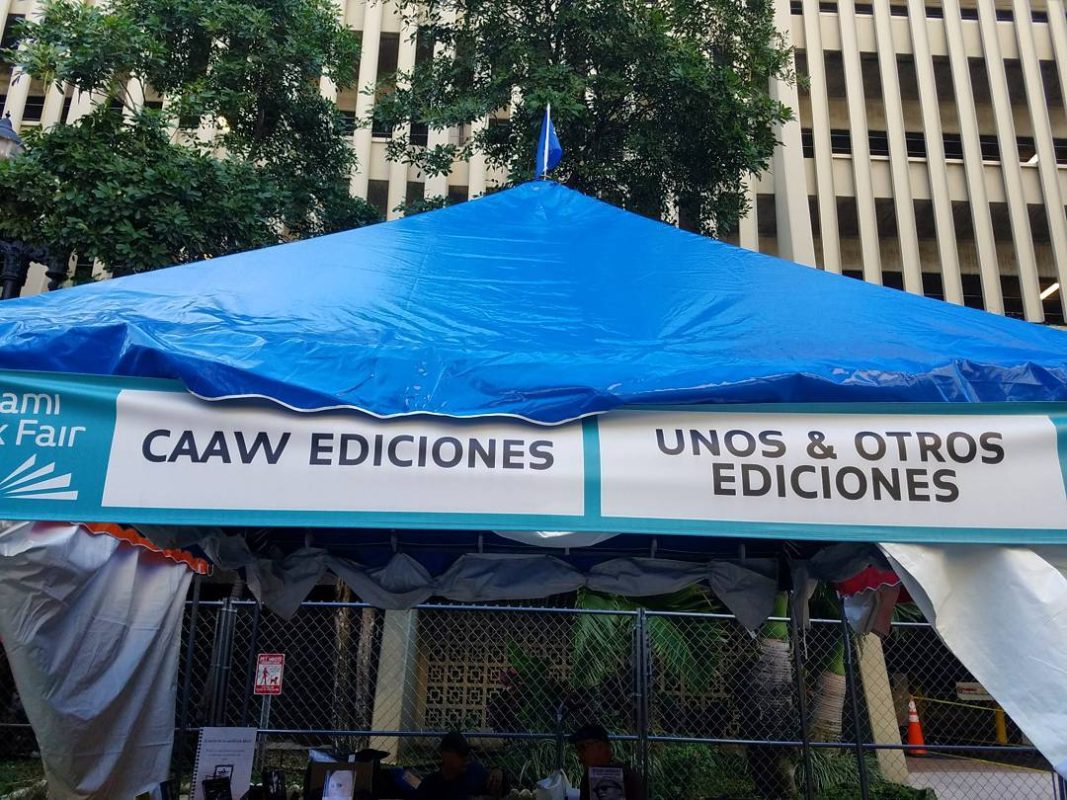 ami
k Fair
CAAW EDICIONES
UNOS & OTROS
EDICIONES